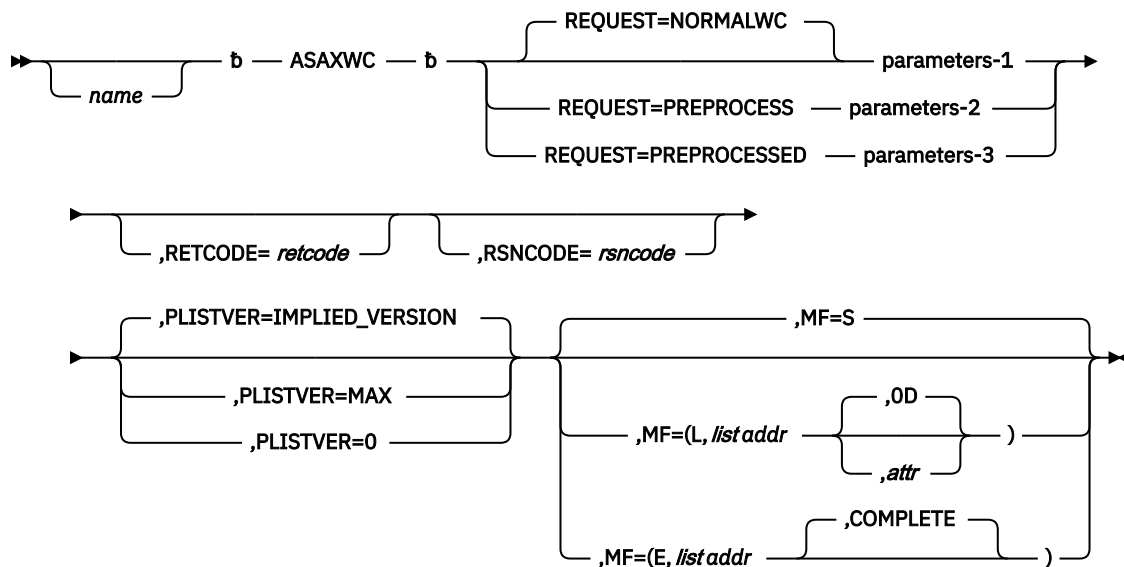 REQUEST=NORMALWC
name ƀ ASAXWC ƀ parameters-1
REQUEST=PREPROCESS parameters-2
REQUEST=PREPROCESSED parameters-3
,RETCODE= retcode ,RSNCODE= rsncode
,PLISTVER=IMPLIED_VERSION ,MF=S
,PLISTVER=MAX
,PLISTVER=0
,MF=(L, list addr ,0D )
,attr
,MF=(E, list addr ,COMPLETE )